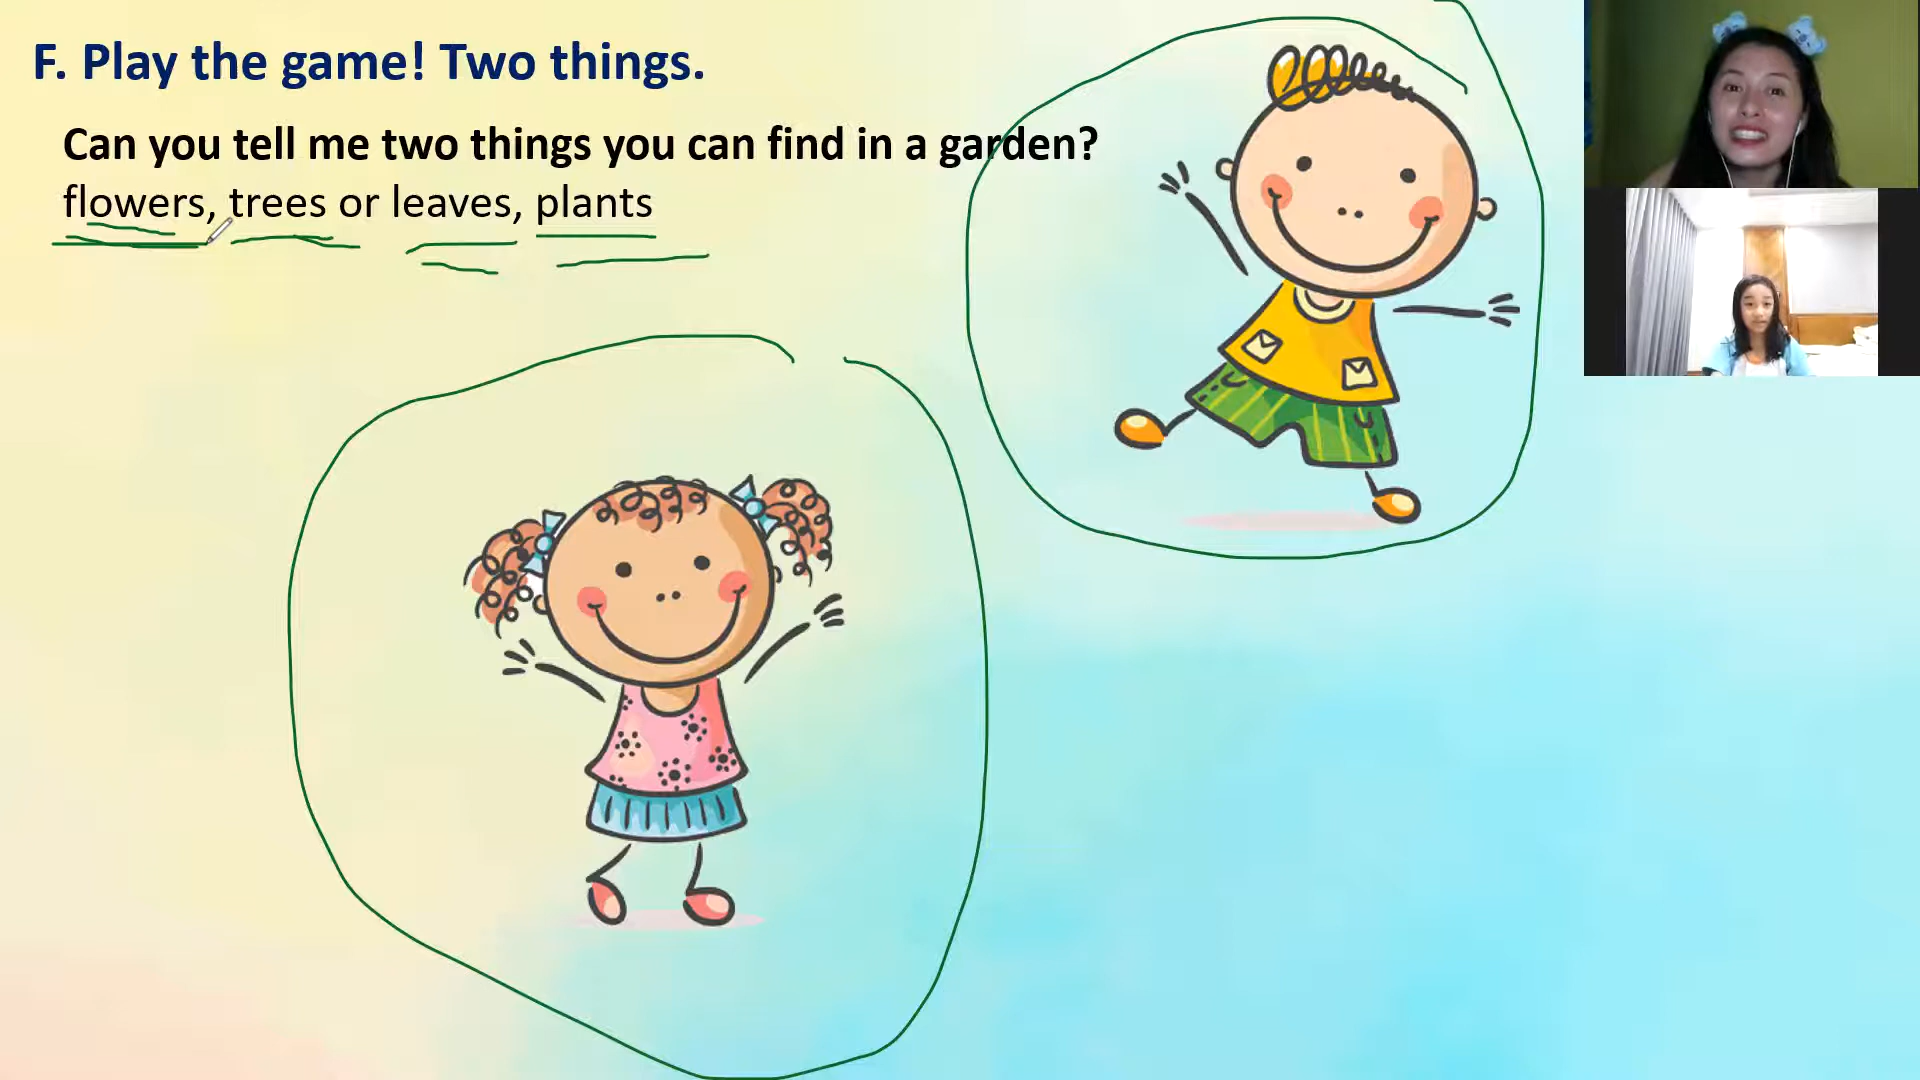 F. Play the game! Two things.
Can you tell me two things you can find in a garden?
flowers, trees or leaves, plants